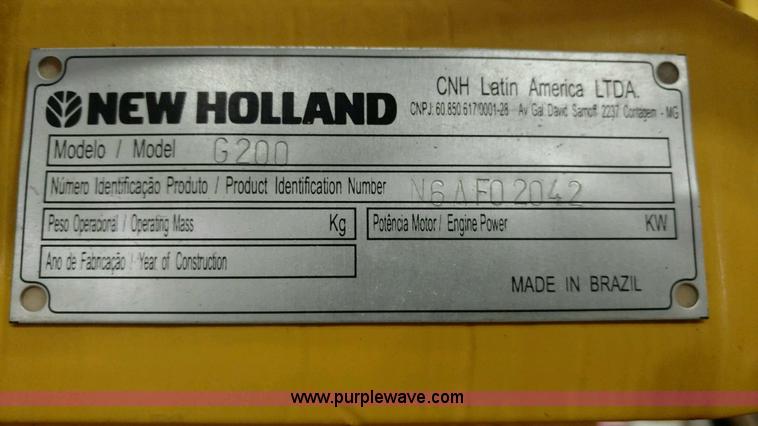 NEW HOLLAND
CNH Latin America LTDA.
CNPJ: 60.850.617/0001-28 Av Gal. David Sarnoff. 2237 Contagem - MG
Modelo / Model G200
Número Identificação Produto / Product Identification Number N6AF02042
Peso Operacional / Operating Mass Kg
Potência Motor / Engine Power KW
Ano de Fabricação / Year of Construction
MADE IN BRAZIL
www.purplewave.com